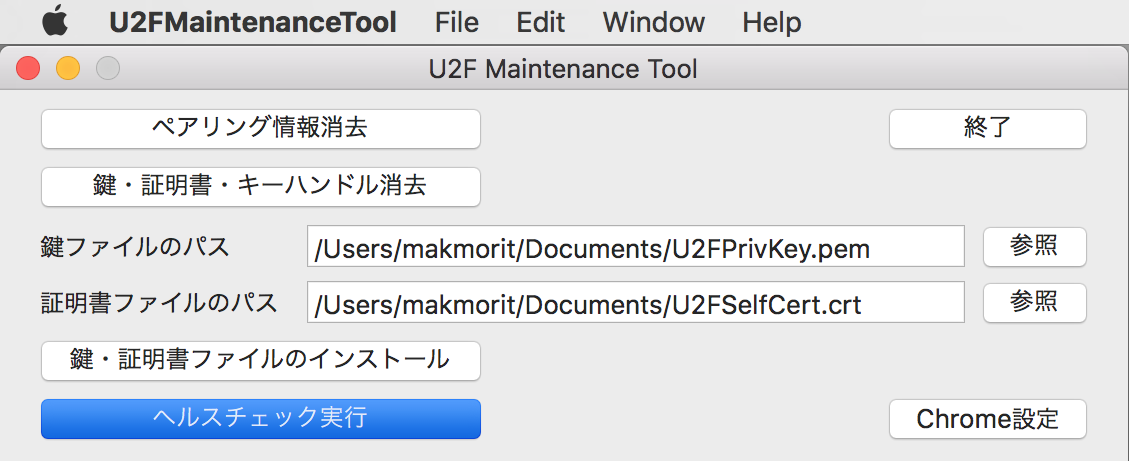 U2FMaintenanceTool File Edit Window Help
U2F Maintenance Tool
ペアリング情報消去 終了
鍵・証明書・キーハンドル消去
鍵ファイルのパス /Users/makmorit/Documents/U2FPrivKey.pem 参照
証明書ファイルのパス /Users/makmorit/Documents/U2FSelfCert.crt 参照
鍵・証明書ファイルのインストール
ヘルスチェック実行 Chrome設定